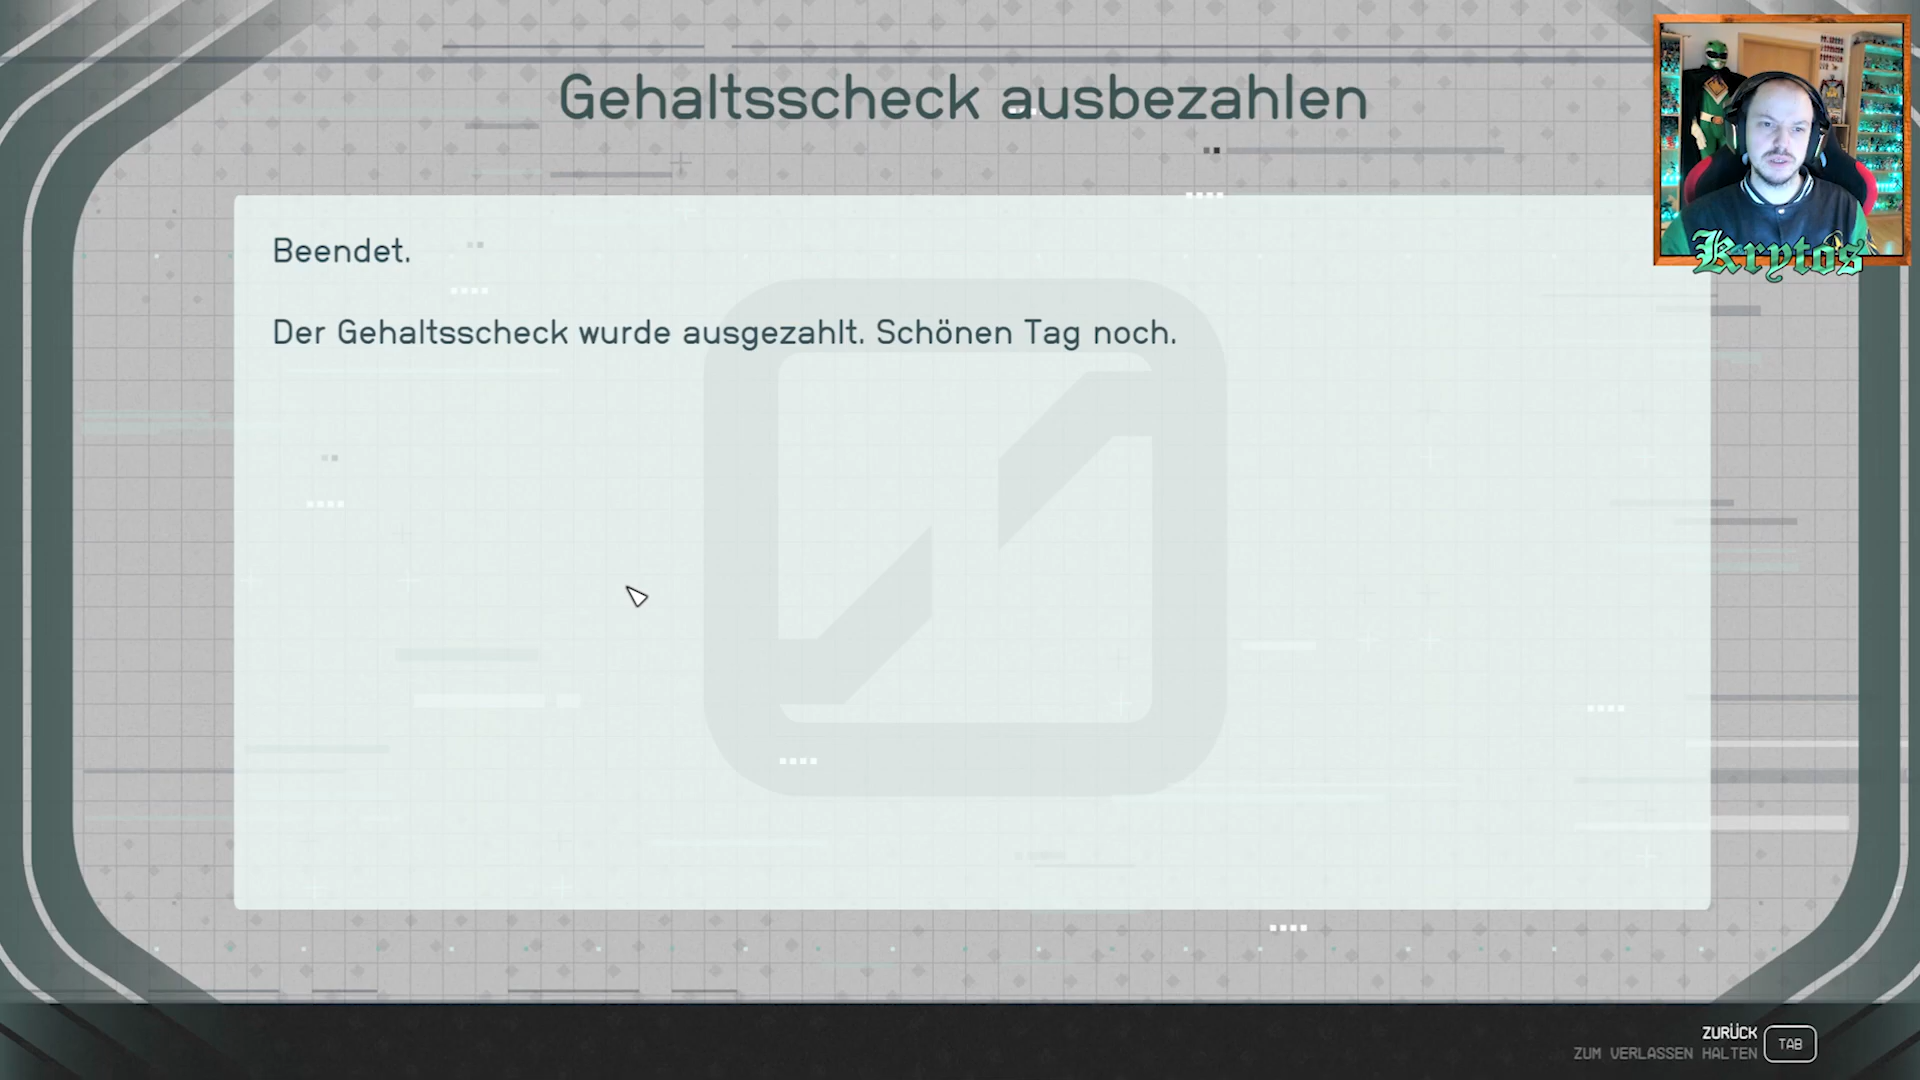 Gehaltsscheck ausbezahlen
Beendet.
Der Gehaltsscheck wurde ausgezahlt. Schönen Tag noch.
Krytos
ZURÜCK
ZUM VERLASSEN HALTEN
TAB